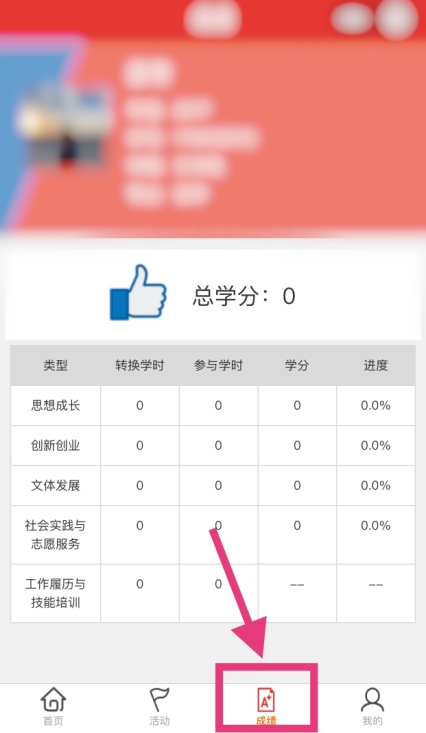 总学分：0
类型 转换学时 参与学时 学分 进度
思想成长 0 0 0 0.0%
创新创业 0 0 0 0.0%
文体发展 0 0 0 0.0%
社会实践与 0 0 0 0.0%
志愿服务
工作履历与 0 0 -- --
技能培训
A+
首页 活动 成绩 我的